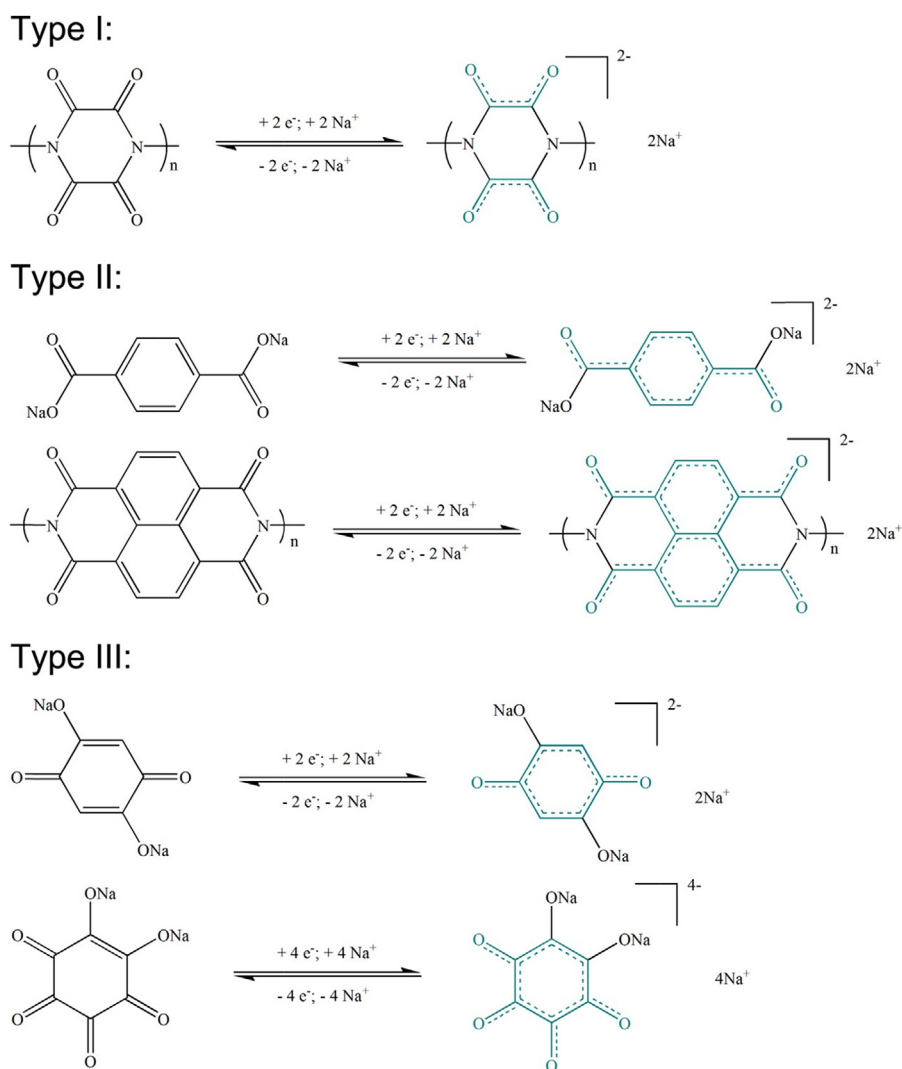 Type I:
O O O O 2-
+ 2 e⁻; + 2 Na⁺
( N N ) n ( N N ) n 2Na⁺
- 2 e⁻; - 2 Na⁺
O O O O
Type II:
2-
O ONa + 2 e⁻; + 2 Na⁺ O ONa
- 2 e⁻; - 2 Na⁺ 2Na⁺
NaO O NaO O
2-
O O O O
+ 2 e⁻; + 2 Na⁺
( N N ) n ( N N ) n 2Na⁺
- 2 e⁻; - 2 Na⁺
O O O O
Type III:
NaO NaO 2-
+ 2 e⁻; + 2 Na⁺
O O O O
- 2 e⁻; - 2 Na⁺ 2Na⁺
ONa ONa
4-
ONa ONa
O ONa O ONa
+ 4 e⁻; + 4 Na⁺
- 4 e⁻; - 4 Na⁺ 4Na⁺
O O O O
O O